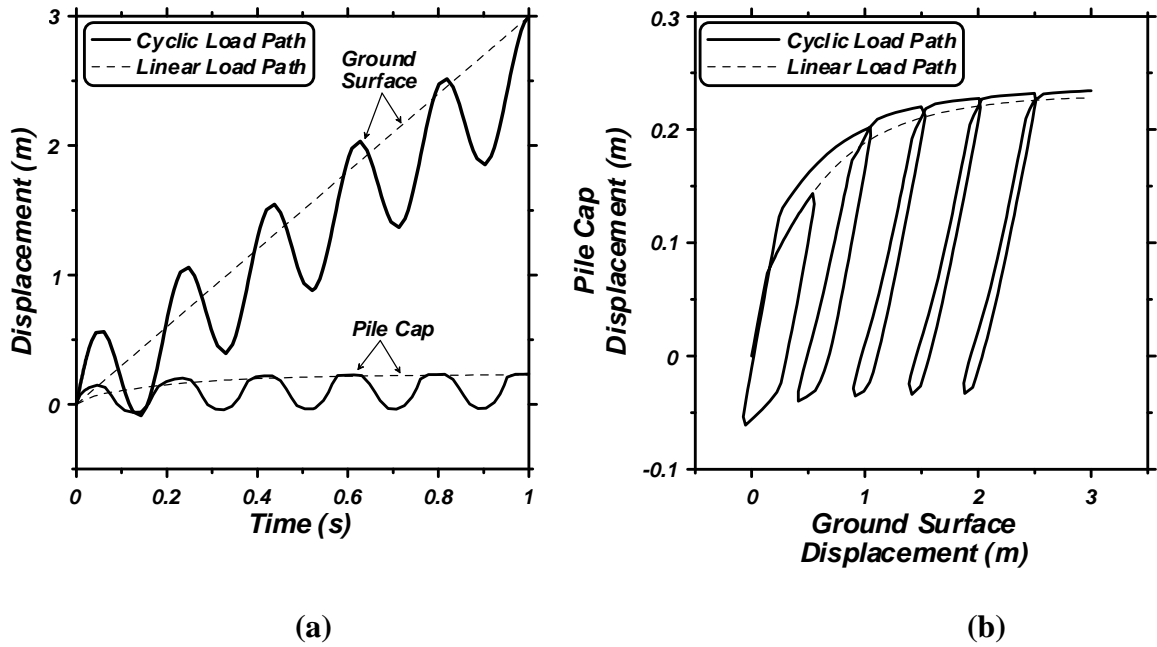 3
2
1
0
Displacement (m)
Cyclic Load Path
Linear Load Path
Ground
Surface
Pile Cap
0
0.2
0.4
0.6
0.8
1
Time (s)
(a)
0.3
0.2
0.1
0
-0.1
Pile Cap
Displacement (m)
Cyclic Load Path
Linear Load Path
0
1
2
3
Ground Surface
Displacement (m)
(b)